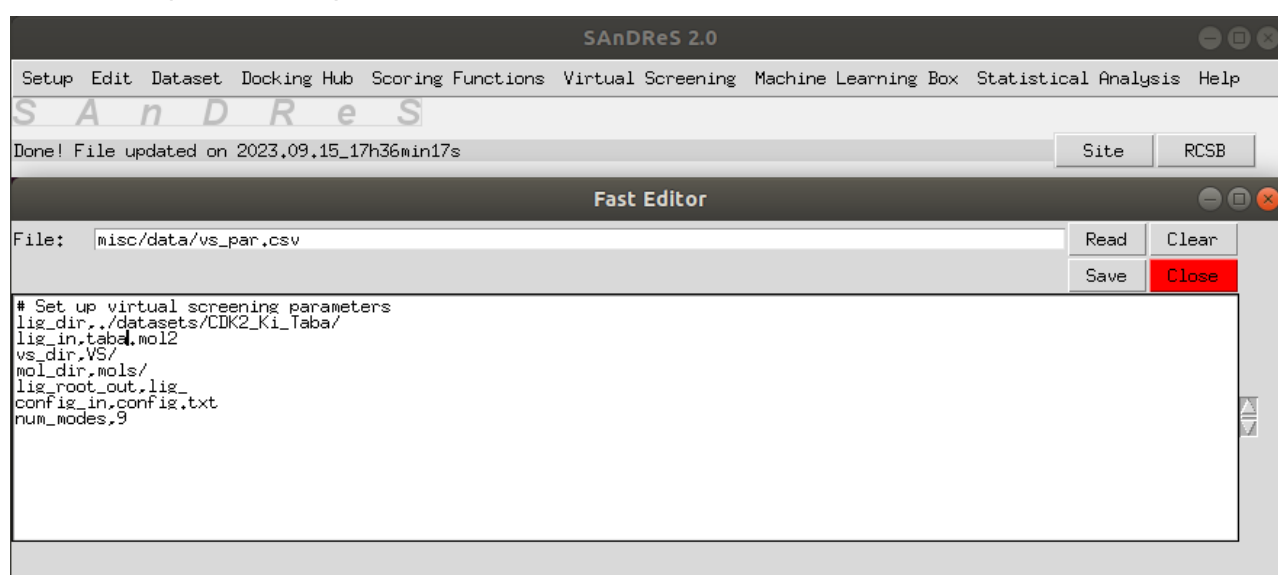 SAnDReS 2.0
Setup Edit Dataset Docking Hub Scoring Functions Virtual Screening Machine Learning Box Statistical Analysis Help
S A n D R e S
Done! File updated on 2023.09.15_17h36min17s Site RCSB
Fast Editor
File: misc/data/vs_par.csv Read Clear
Save Close
# Set up virtual screening parameters
lig_dir,./datasets/CDK2_Ki_Taba/
lig_in,taba.mol2
vs_dir,VS/
mol_dir,mols/
lig_root_out,lig_
config_in,config.txt
num_modes,9